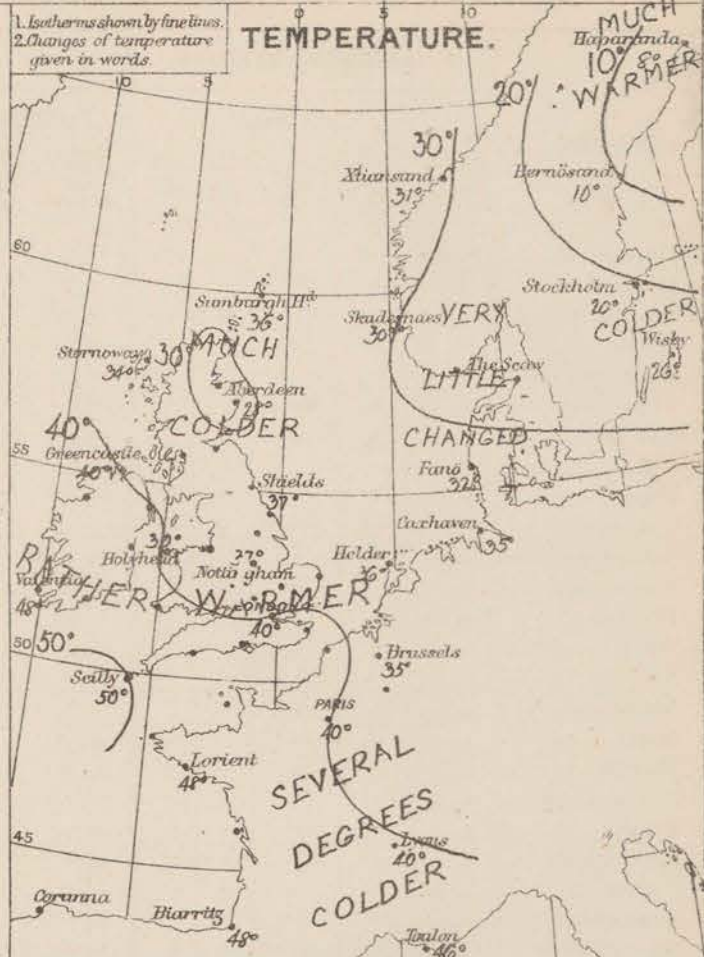 1. Isotherms shown by fine lines.
2. Changes of temperature
given in words.
TEMPERATURE.
10
5
0
10
MUCH
Haparanda
8°
WARMER
10°
20°
30°
Xtiansand
31°
Hernösand
10°
60
Sumburgh Hd.
36°
Stockholm
20°
COLDER
Skudesnaes
30°
VERY
Wisby
26°
Stornoway
34°
30°
MUCH
The Scaw
LITTLE
Aberdeen
COLDER
40°
CHANGED
55
Greencastle
40°
Shields
37
Fanö
32°
Cuxhaven
35°
Holyhead
Nottingham
27°
Helder
RATHER WARMER
Valentia
48°
LONDON
40°
50
50°
Scilly
50°
Brussels
35°
PARIS
40°
Lorient
48°
SEVERAL
DEGREES
COLDER
Lyons
40°
45
Corunna
Biarritz
48°
Toulon
46°